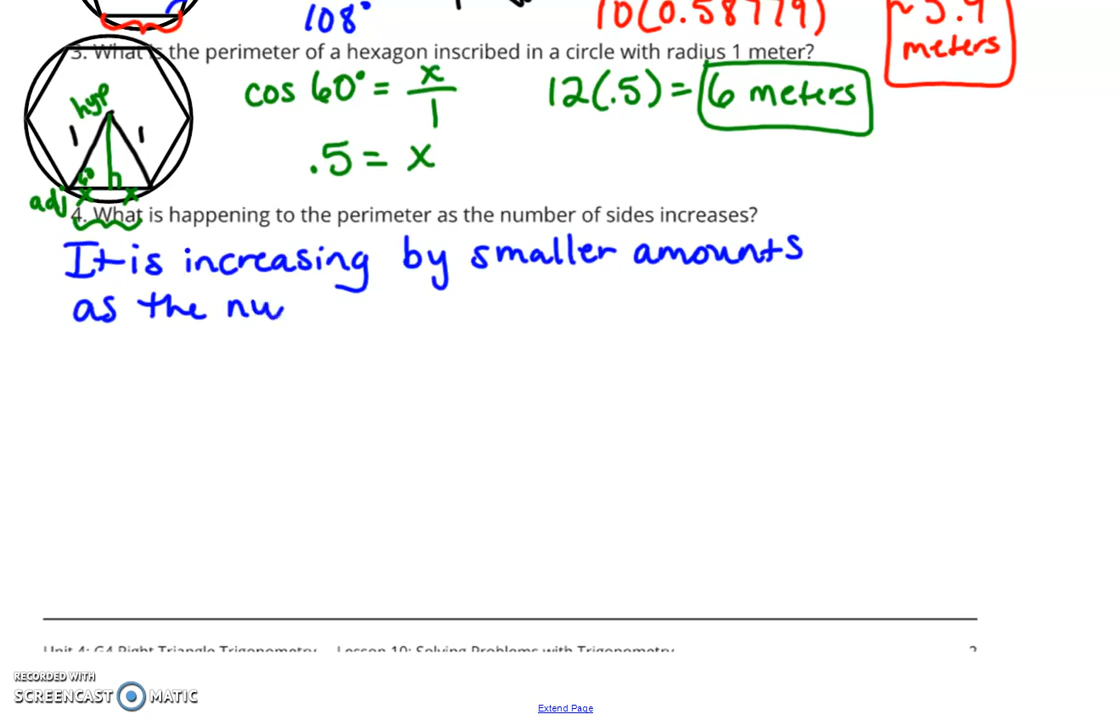 108°
10(0.58779)
~ 5.9
meters
3. What is the perimeter of a hexagon inscribed in a circle with radius 1 meter?
hyp
1
1
60
adj
x
x
cos 60° = x/1
.5 = x
12(.5) = 6 meters
4. What is happening to the perimeter as the number of sides increases?
It is increasing by smaller amounts
as the nu
Unit 4: G4 Right Triangle Trigonometry Lesson 10: Solving Problems with Trigonometry 2
RECORDED WITH
SCREENCAST MATIC
Extend Page